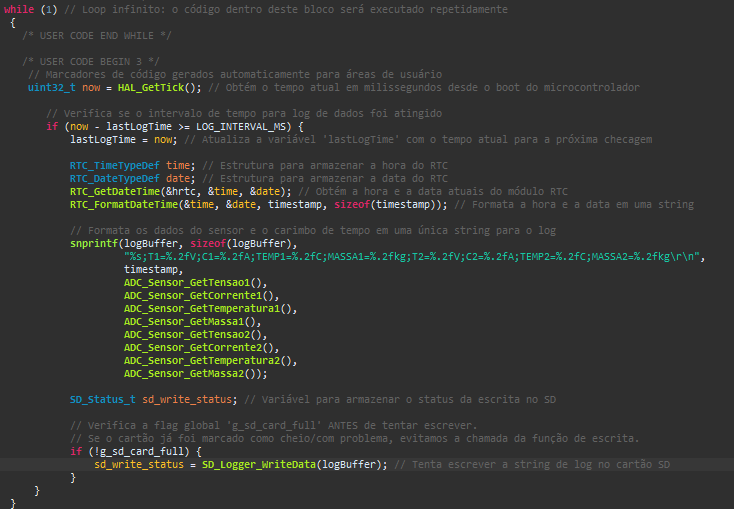 while (1) // Loop infinito: o código dentro deste bloco será executado repetidamente
{
/* USER CODE END WHILE */
/* USER CODE BEGIN 3 */
// Marcadores de código gerados automaticamente para áreas de usuário
uint32_t now = HAL_GetTick(); // Obtém o tempo atual em milissegundos desde o boot do microcontrolador
// Verifica se o intervalo de tempo para log de dados foi atingido
if (now - lastLogTime >= LOG_INTERVAL_MS) {
lastLogTime = now; // Atualiza a variável 'lastLogTime' com o tempo atual para a próxima checagem
RTC_TimeTypeDef time; // Estrutura para armazenar a hora do RTC
RTC_DateTypeDef date; // Estrutura para armazenar a data do RTC
RTC_GetDateTime(&hrtc, &time, &date); // Obtém a hora e a data atuais do módulo RTC
RTC_FormatDateTime(&time, &date, timestamp, sizeof(timestamp)); // Formata a hora e a data em uma string
// Formata os dados do sensor e o carimbo de tempo em uma única string para o log
snprintf(logBuffer, sizeof(logBuffer),
"%s;T1=%.2fV;C1=%.2fA;TEMP1=%.2fC;MASSA1=%.2fkg;T2=%.2fV;C2=%.2fA;TEMP2=%.2fC;MASSA2=%.2fkg\r\n",
timestamp,
ADC_Sensor_GetTensao1(),
ADC_Sensor_GetCorrente1(),
ADC_Sensor_GetTemperatura1(),
ADC_Sensor_GetMassa1(),
ADC_Sensor_GetTensao2(),
ADC_Sensor_GetCorrente2(),
ADC_Sensor_GetTemperatura2(),
ADC_Sensor_GetMassa2());
SD_Status_t sd_write_status; // Variável para armazenar o status da escrita no SD
// Verifica a flag global 'g_sd_card_full' ANTES de tentar escrever.
// Se o cartão já foi marcado como cheio/com problema, evitamos a chamada da função de escrita.
if (!g_sd_card_full) {
sd_write_status = SD_Logger_WriteData(logBuffer); // Tenta escrever a string de log no cartão SD
}
}
}